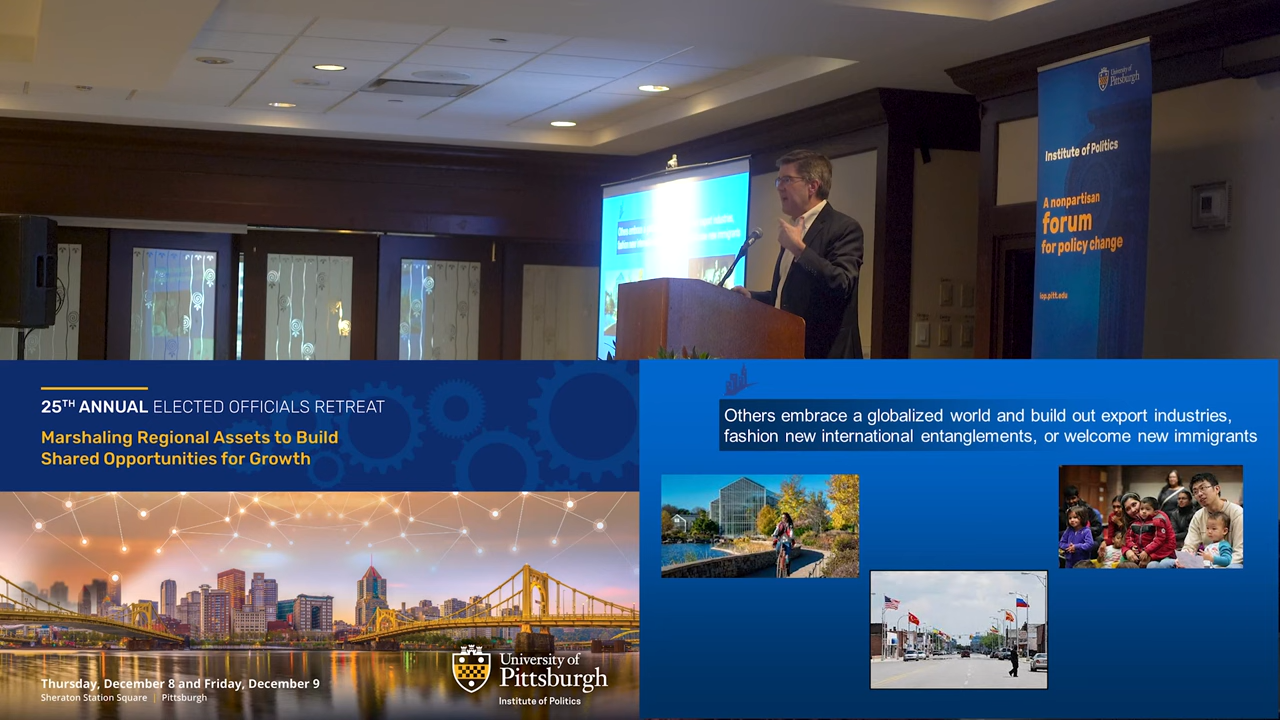 University of
Pittsburgh
Institute of Politics
A nonpartisan
forum
for policy change
iop.pitt.edu
25TH ANNUAL ELECTED OFFICIALS RETREAT
Marshaling Regional Assets to Build
Shared Opportunities for Growth
Thursday, December 8 and Friday, December 9
Sheraton Station Square | Pittsburgh
University of
Pittsburgh
Institute of Politics
Others embrace a globalized world and build out export industries,
fashion new international entanglements, or welcome new immigrants